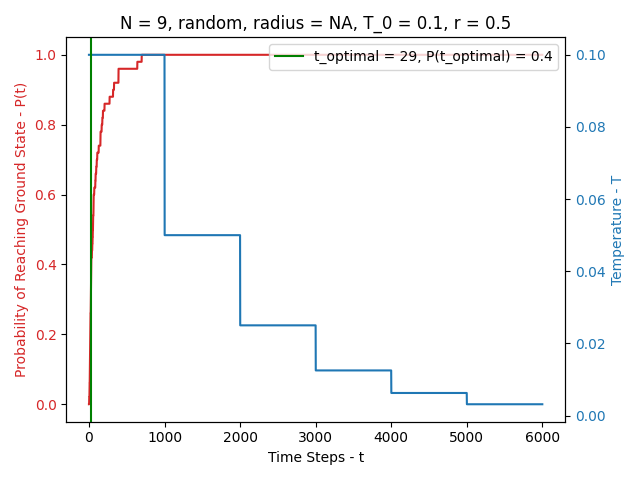 N = 9, random, radius = NA, T_0 = 0.1, r = 0.5
t_optimal = 29, P(t_optimal) = 0.4
Probability of Reaching Ground State - P(t)
1.0
0.8
0.6
0.4
0.2
0.0
0.10
0.08
0.06
0.04
0.02
0.00
Temperature - T
0 1000 2000 3000 4000 5000 6000
Time Steps - t